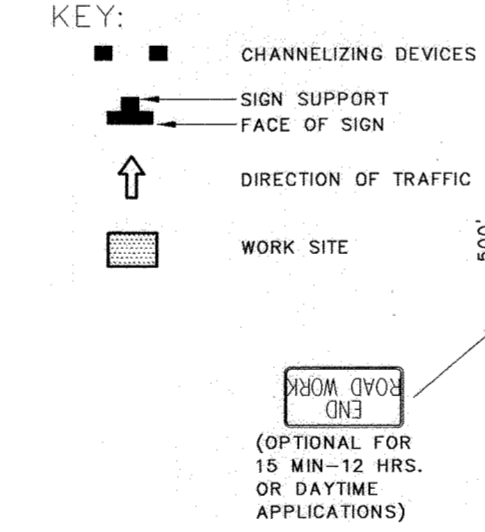 KEY:
CHANNELIZING DEVICES
SIGN SUPPORT
FACE OF SIGN
DIRECTION OF TRAFFIC
500'
WORK SITE
END
ROAD WORK
(OPTIONAL FOR
15 MIN-12 HRS.
OR DAYTIME
APPLICATIONS)